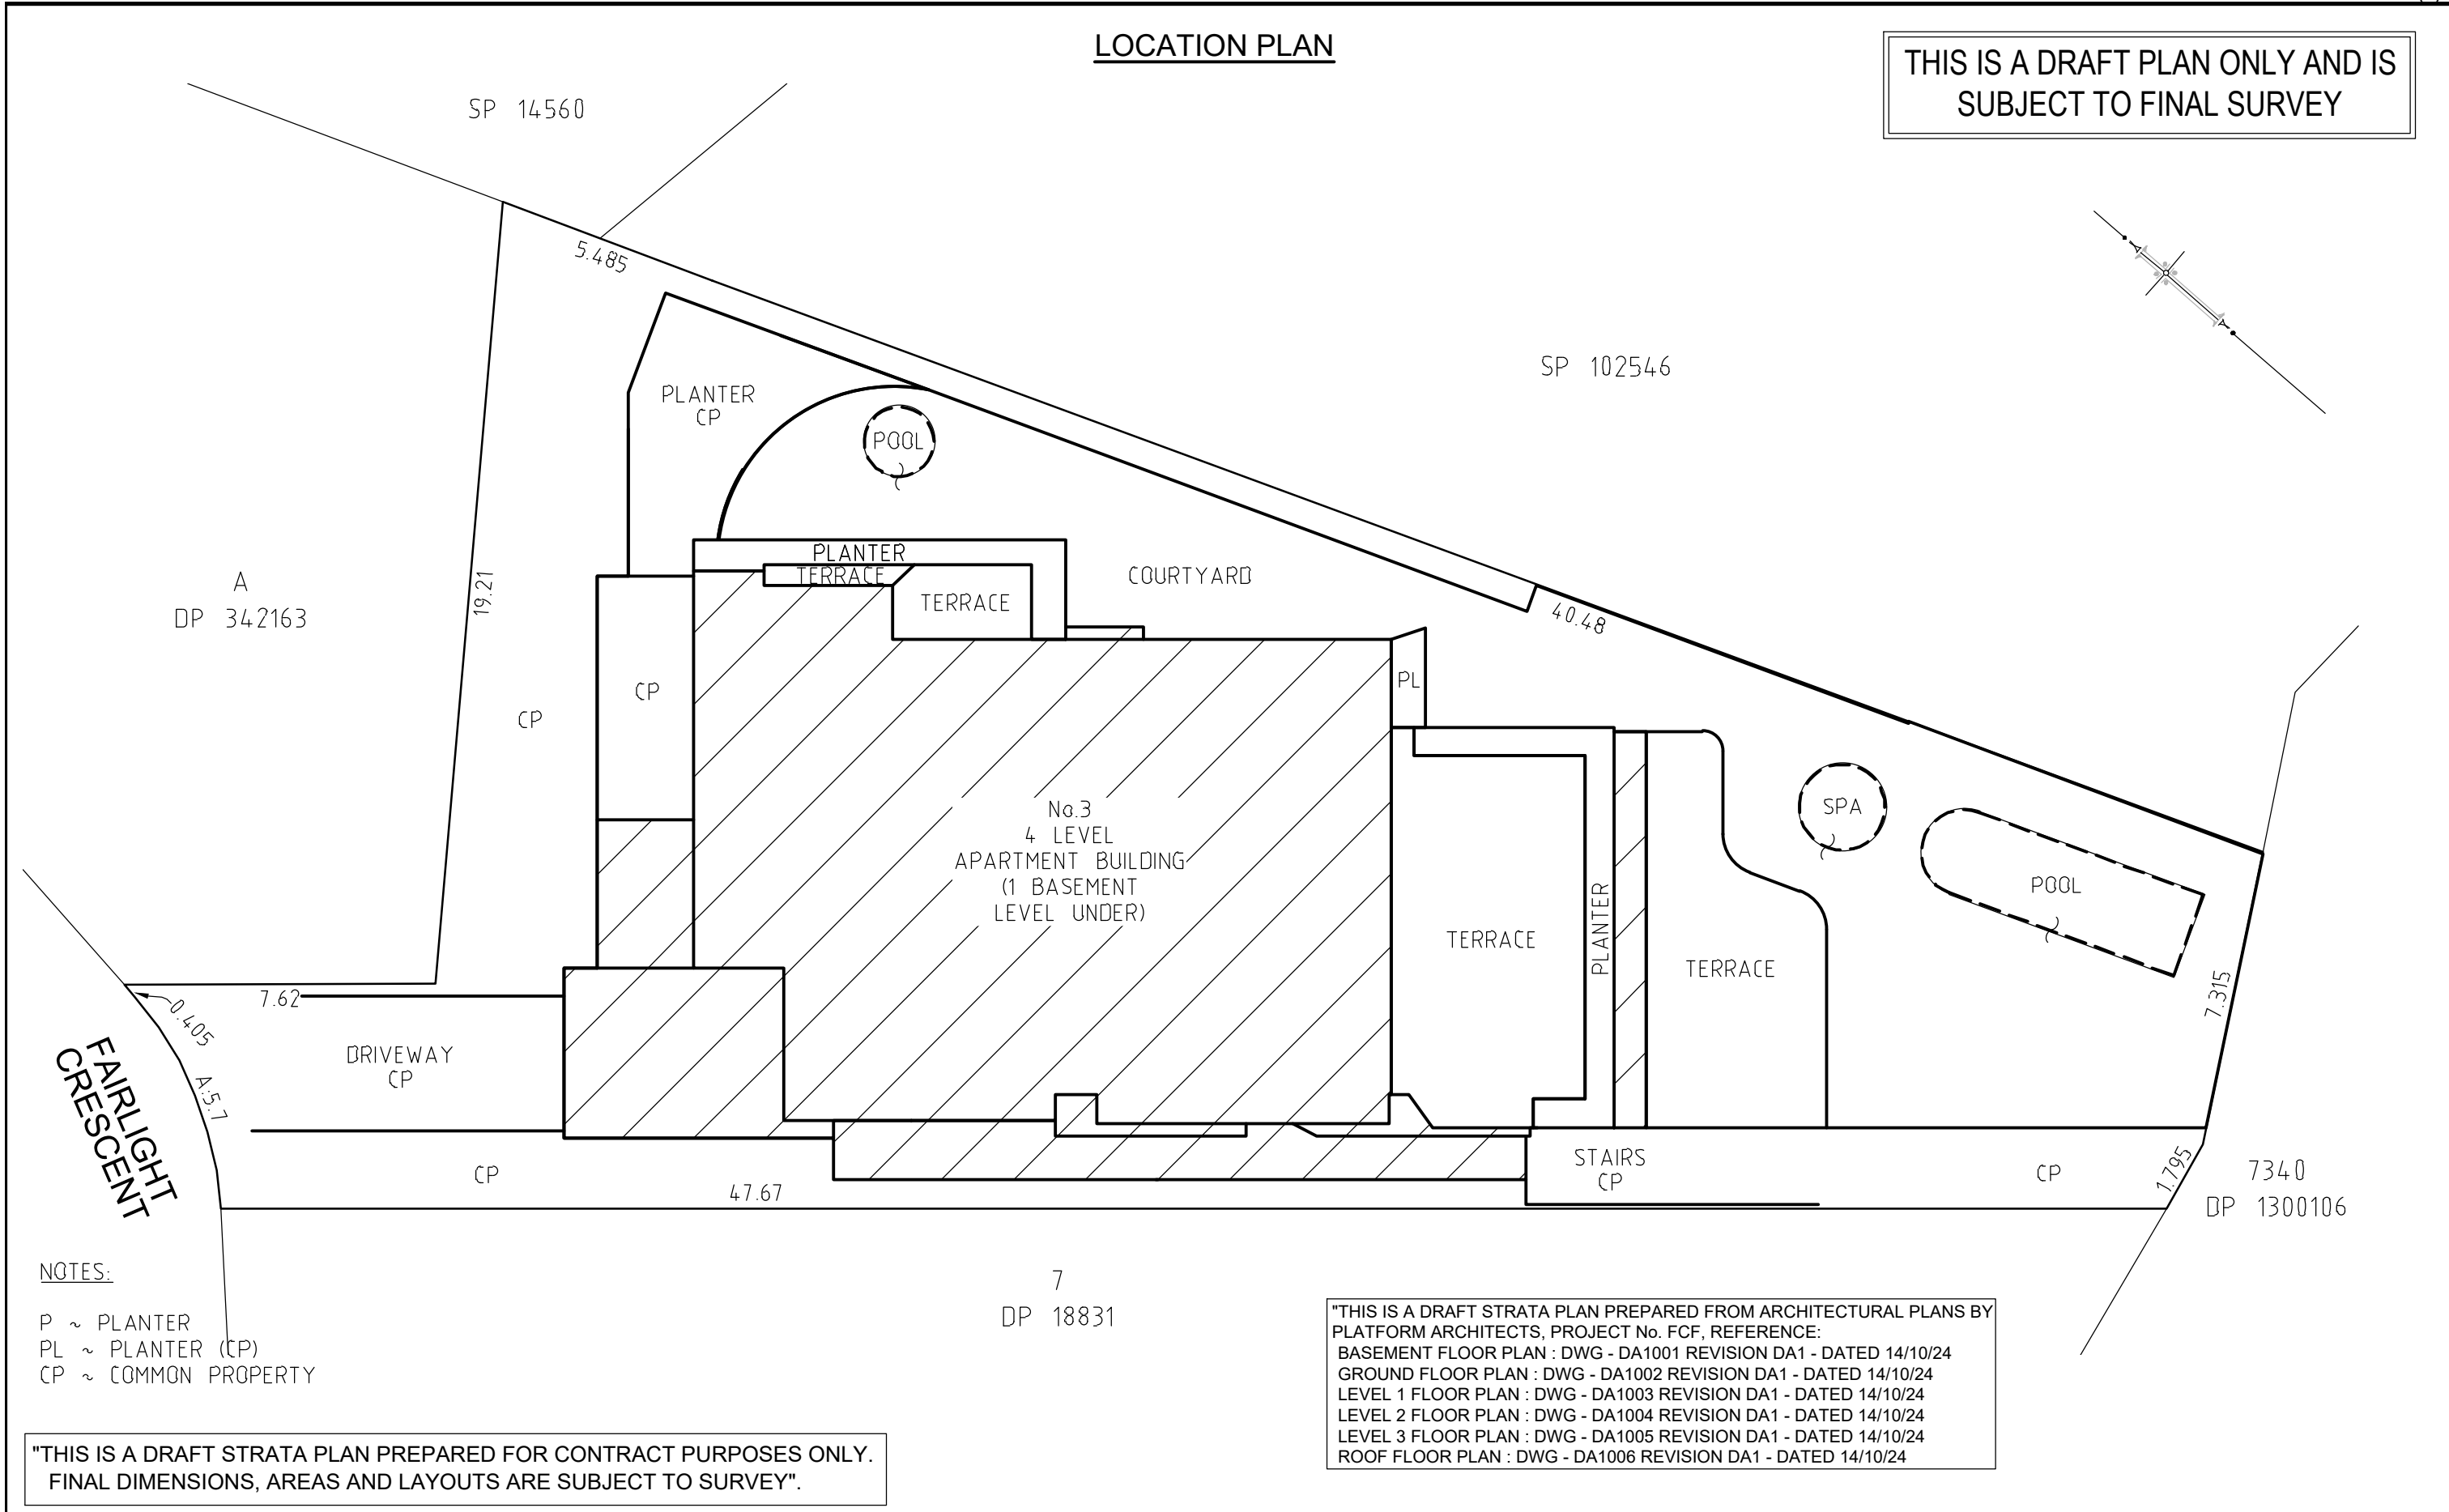 LOCATION PLAN
THIS IS A DRAFT PLAN ONLY AND IS
SUBJECT TO FINAL SURVEY
SP 14560
5.485
SP 102546
PLANTER
CP
POOL
PLANTER
TERRACE
TERRACE
COURTYARD
A
DP 342163
19.21
40.48
CP
CP
PL
No.3
4 LEVEL
APARTMENT BUILDING
(1 BASEMENT
LEVEL UNDER)
SPA
POOL
TERRACE
PLANTER
TERRACE
7.315
7.62
0.405
DRIVEWAY
CP
A:5.7
FAIRLIGHT
CRESCENT
CP
47.67
STAIRS
CP
CP
1.795
7340
DP 1300106
NOTES:
P ~ PLANTER
PL ~ PLANTER (CP)
CP ~ COMMON PROPERTY
7
DP 18831
"THIS IS A DRAFT STRATA PLAN PREPARED FROM ARCHITECTURAL PLANS BY
PLATFORM ARCHITECTS, PROJECT No. FCF, REFERENCE:
BASEMENT FLOOR PLAN : DWG - DA1001 REVISION DA1 - DATED 14/10/24
GROUND FLOOR PLAN : DWG - DA1002 REVISION DA1 - DATED 14/10/24
LEVEL 1 FLOOR PLAN : DWG - DA1003 REVISION DA1 - DATED 14/10/24
LEVEL 2 FLOOR PLAN : DWG - DA1004 REVISION DA1 - DATED 14/10/24
LEVEL 3 FLOOR PLAN : DWG - DA1005 REVISION DA1 - DATED 14/10/24
ROOF FLOOR PLAN : DWG - DA1006 REVISION DA1 - DATED 14/10/24
"THIS IS A DRAFT STRATA PLAN PREPARED FOR CONTRACT PURPOSES ONLY.
FINAL DIMENSIONS, AREAS AND LAYOUTS ARE SUBJECT TO SURVEY".